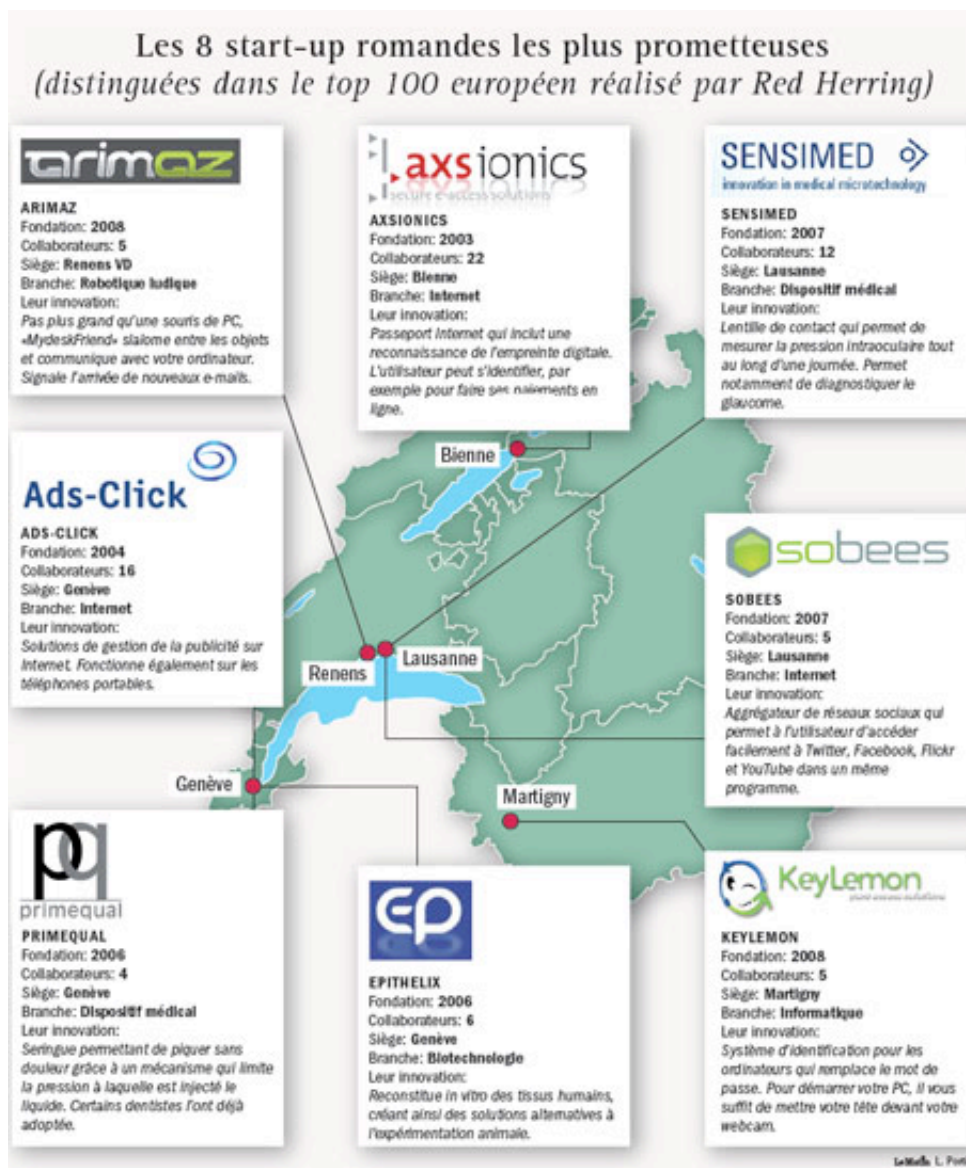 Les 8 start-up romandes les plus prometteuses
(distinguées dans le top 100 européen réalisé par Red Herring)
arimaz
ARIMAZ
Fondation: 2008
Collaborateurs: 5
Siège: Renens VD
Branche: Robotique ludique
Leur innovation:
Pas plus grand qu'une souris de PC,
«MydeskFriend» slalome entre les objets
et communique avec votre ordinateur.
Signale l'arrivée de nouveaux e-mails.
axsionics
secure e-access solutions
AXSIONICS
Fondation: 2003
Collaborateurs: 22
Siège: Bienne
Branche: Internet
Leur innovation:
Passeport Internet qui inclut une
reconnaissance de l'empreinte digitale.
L'utilisateur peut s'identifier, par
exemple pour faire ses paiements en
ligne.
SENSIMED
innovation in medical microtechnology
SENSIMED
Fondation: 2007
Collaborateurs: 12
Siège: Lausanne
Branche: Dispositif médical
Leur innovation:
Lentille de contact qui permet de
mesurer la pression intraoculaire tout
au long d'une journée. Permet
notamment de diagnostiquer le
glaucome.
Ads-Click
ADS-CLICK
Fondation: 2004
Collaborateurs: 16
Siège: Genève
Branche: Internet
Leur innovation:
Solutions de gestion de la publicité sur
Internet. Fonctionne également sur les
téléphones portables.
Bienne
Renens
Lausanne
Genève
Martigny
sobees
SOBEES
Fondation: 2007
Collaborateurs: 5
Siège: Lausanne
Branche: Internet
Leur innovation:
Aggrégateur de réseaux sociaux qui
permet à l'utilisateur d'accéder
facilement à Twitter, Facebook, Flickr
et YouTube dans un même
programme.
pq
primequal
PRIMEQUAL
Fondation: 2006
Collaborateurs: 4
Siège: Genève
Branche: Dispositif médical
Leur innovation:
Seringue permettant de piquer sans
douleur grâce à un mécanisme qui limite
la pression à laquelle est injecté le
liquide. Certains dentistes l'ont déjà
adoptée.
EP
EPITHELIX
Fondation: 2006
Collaborateurs: 6
Siège: Genève
Branche: Biotechnologie
Leur innovation:
Reconstitue in vitro des tissus humains,
créant ainsi des solutions alternatives à
l'expérimentation animale.
KeyLemon
KEYLEMON
Fondation: 2008
Collaborateurs: 5
Siège: Martigny
Branche: Informatique
Leur innovation:
Système d'identification pour les
ordinateurs qui remplace le mot de
passe. Pour démarrer votre PC, il vous
suffit de mettre votre tête devant votre
webcam.